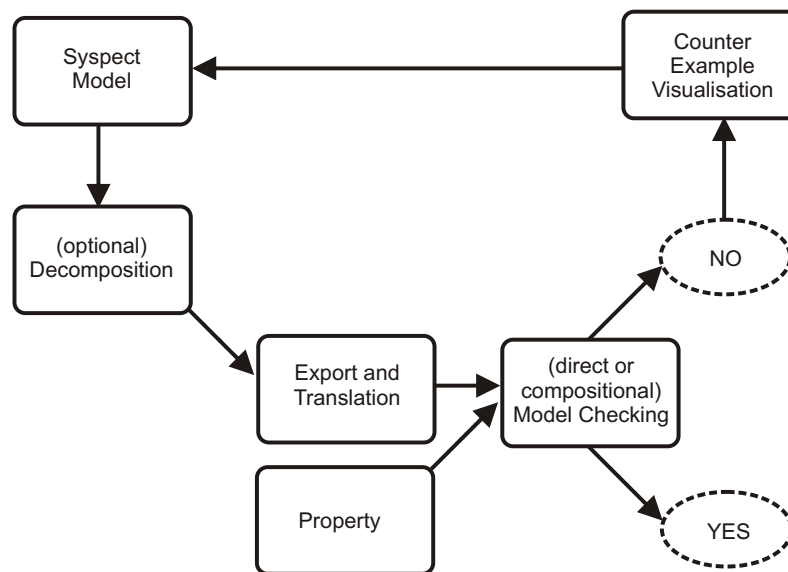 Syspect
Model
Counter
Example
Visualisation
(optional)
Decomposition
NO
Export and
Translation
(direct or
compositional)
Model Checking
Property
YES